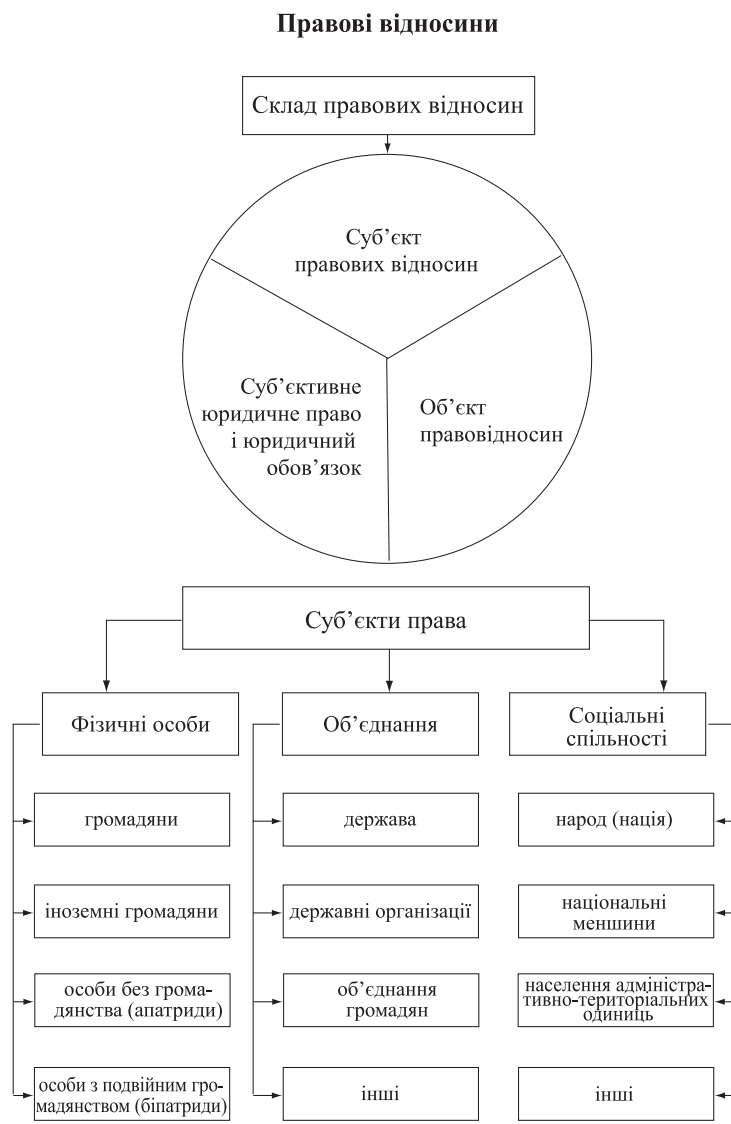 Правові відносини
Склад правових відносин
Суб’єкт
правових відносин
Суб’єктивне
юридичне право
і юридичний
обов’язок
Об’єкт
правовідносин
Суб’єкти права
Фізичні особи
Об’єднання
Соціальні
спільності
громадяни
держава
народ (нація)
іноземні громадяни
державні організації
національні
меншини
особи без грома-
дянства (апатриди)
об’єднання
громадян
населення адміністра-
тивно-територіальних
одиниць
особи з подвійним гро-
мадянством (біпатриди)
інші
інші